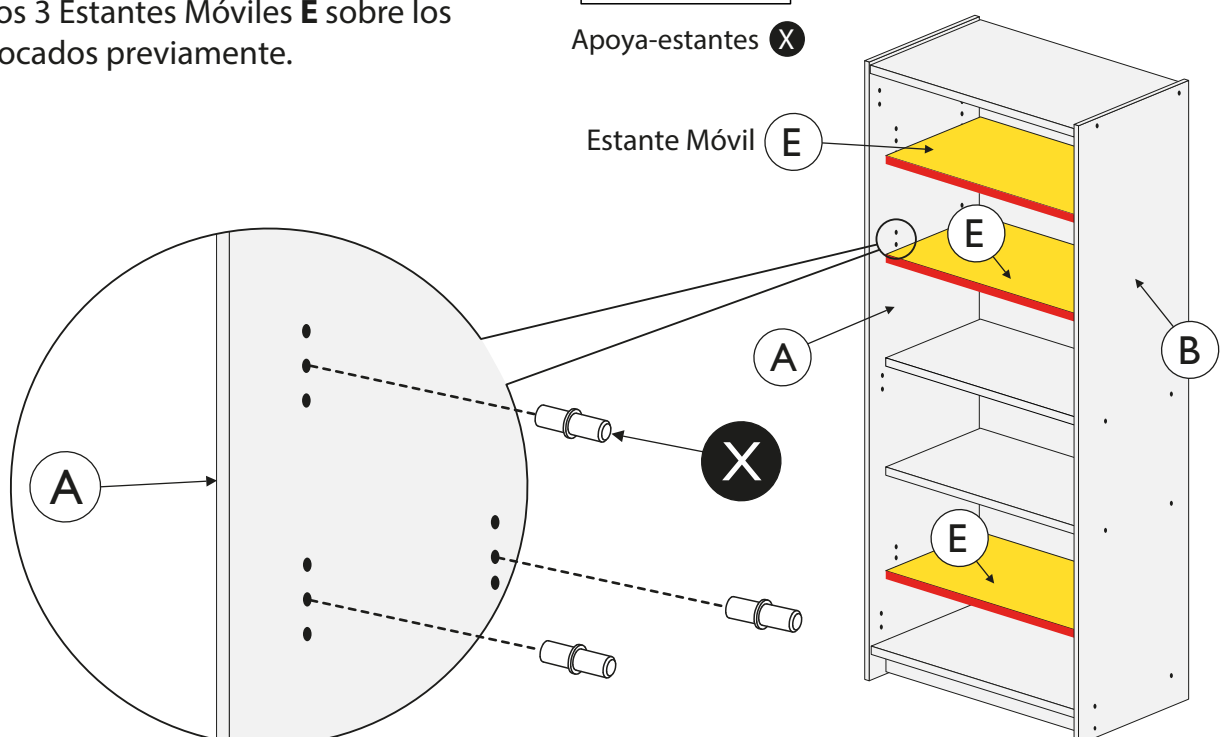 os 3 Estantes Móviles E sobre los
ocados previamente.
Apoya-estantes X
Estante Móvil E
E
A
B
A
X
E